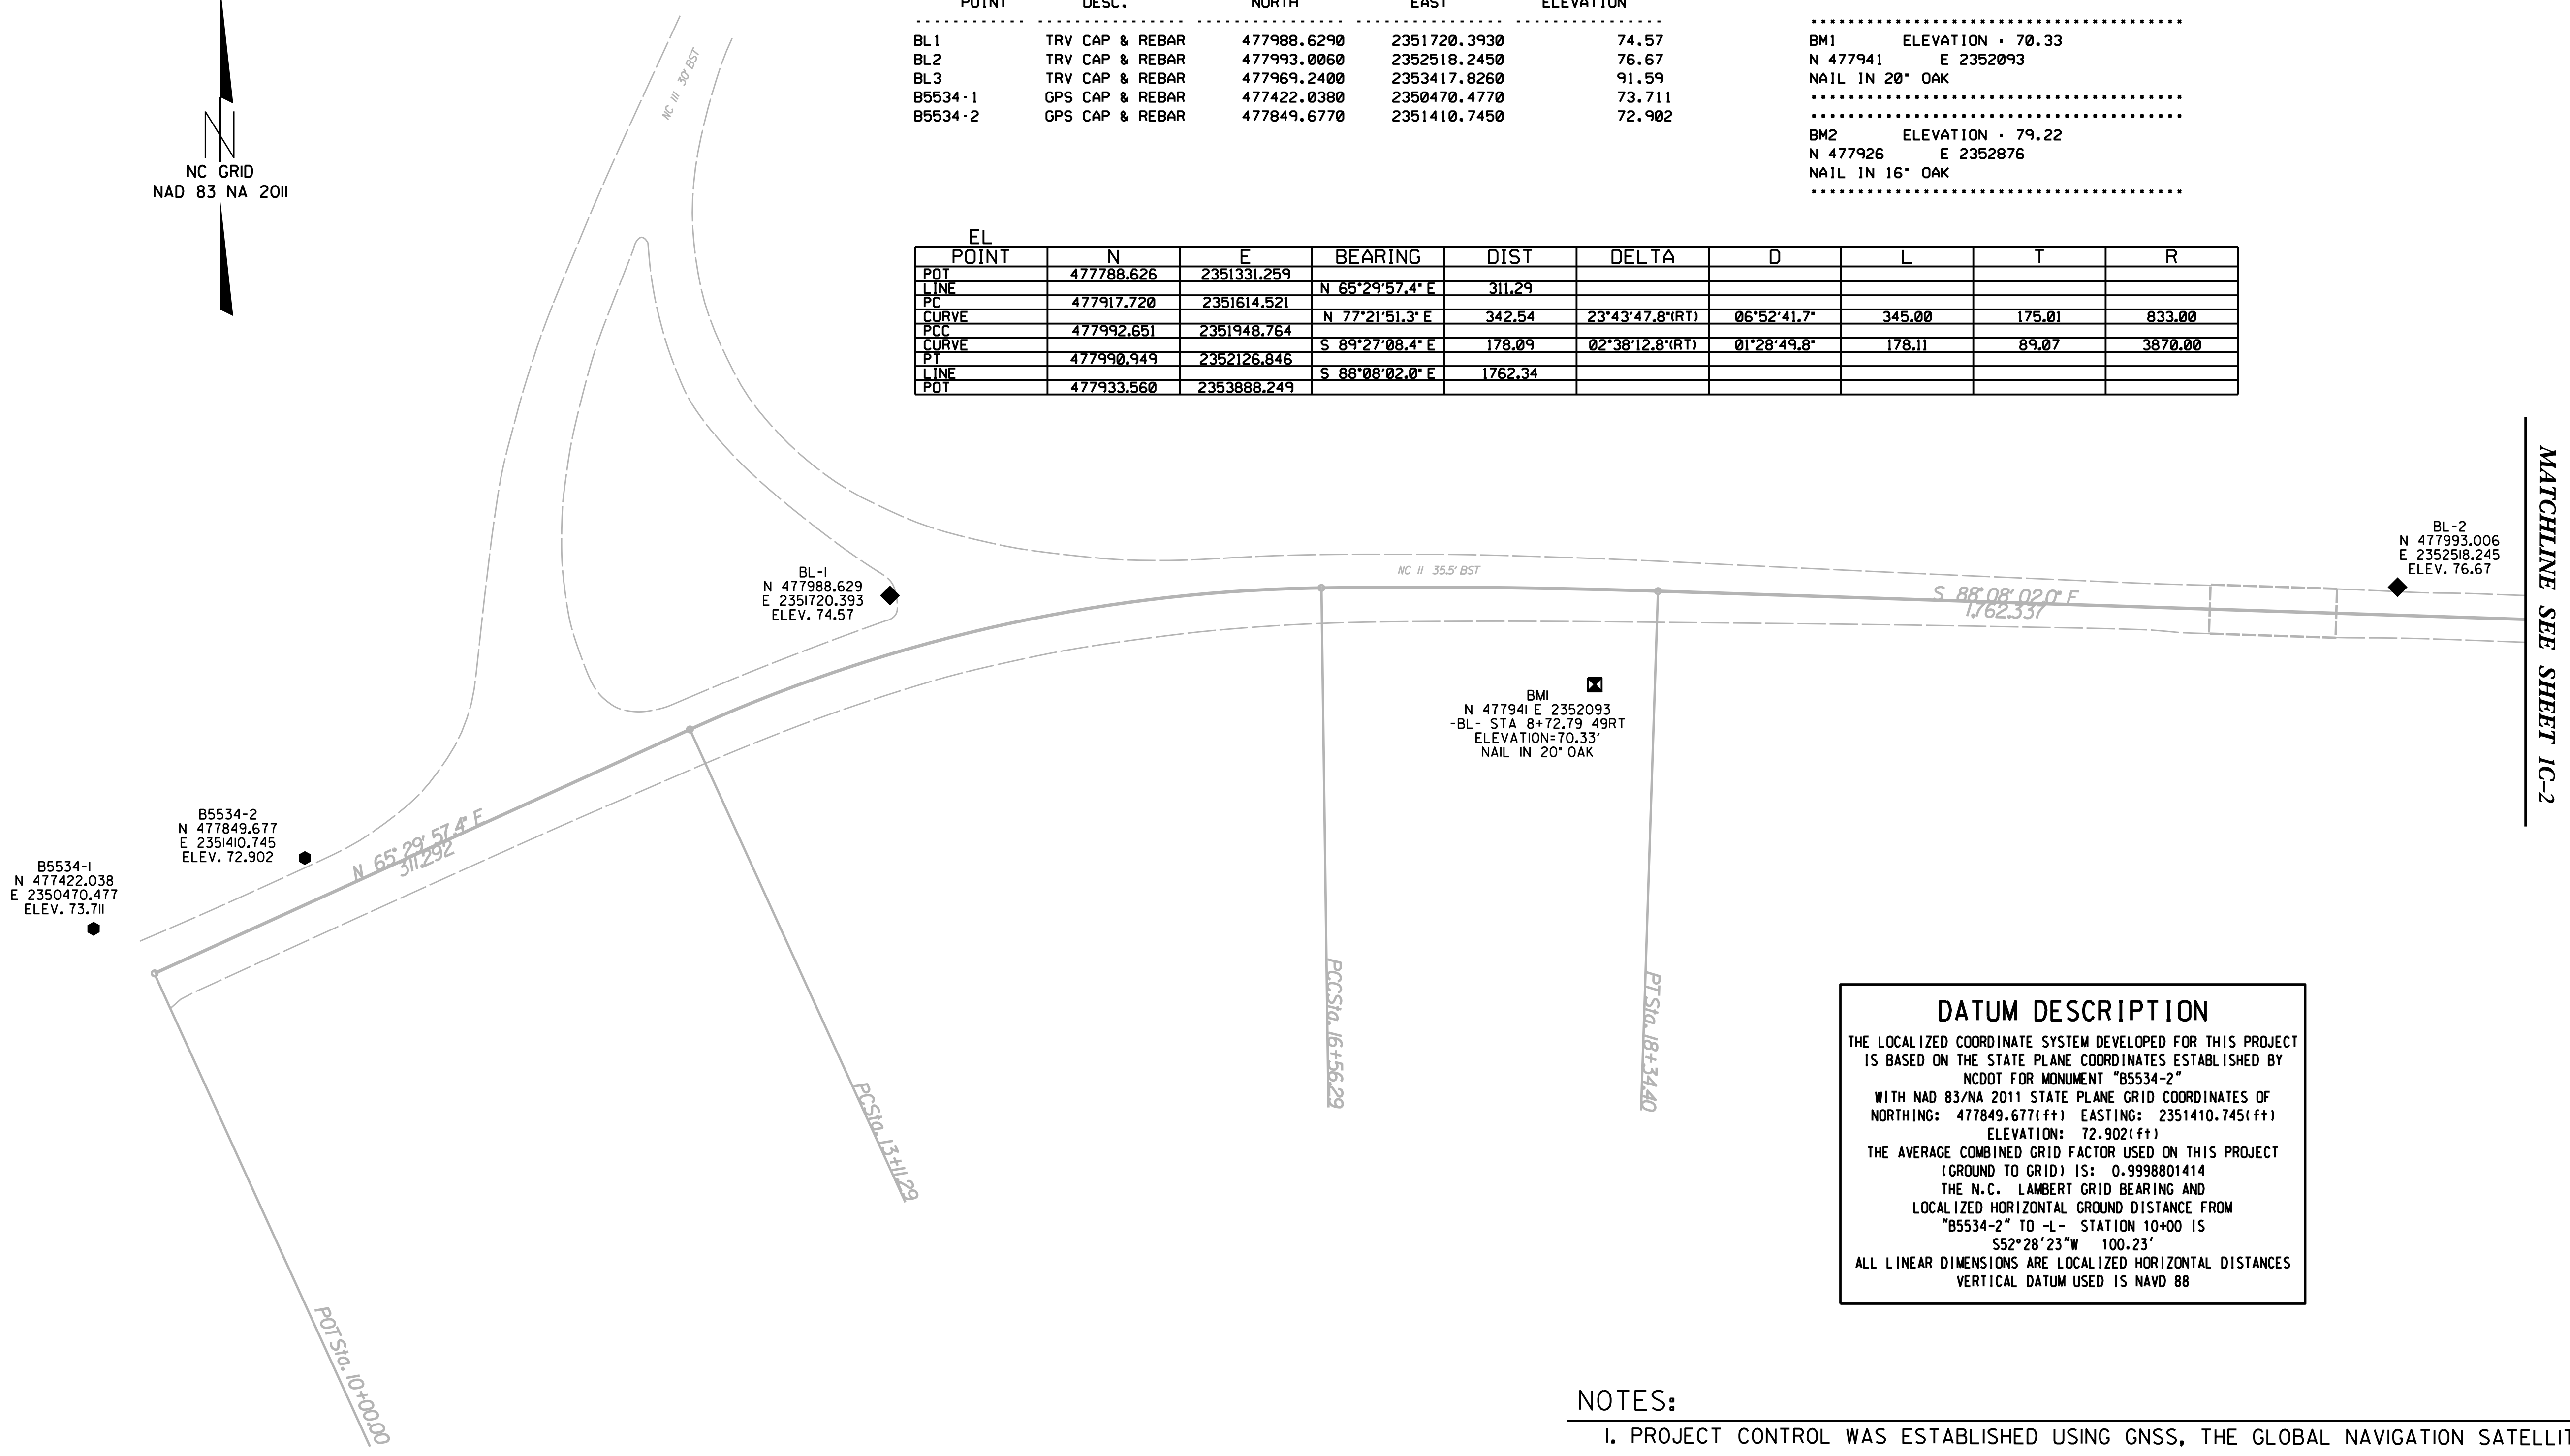 POINT DESC. NORTH EAST ELEVATION
BL1 TRV CAP & REBAR 477988.6290 2351720.3930 74.57
BL2 TRV CAP & REBAR 477993.0060 2352518.2450 76.67
BL3 TRV CAP & REBAR 477969.2400 2353417.8260 91.59
B5534-1 GPS CAP & REBAR 477422.0380 2350470.4770 73.711
B5534-2 GPS CAP & REBAR 477849.6770 2351410.7450 72.902
BM1 ELEVATION - 70.33
N 477941 E 2352093
NAIL IN 20" OAK
BM2 ELEVATION - 79.22
N 477926 E 2352876
NAIL IN 16" OAK
N
NC GRID
NAD 83 NA 2011
NC 111 30' BST
EL
POINT N E BEARING DIST DELTA D L T R
POT 477788.626 2351331.259
LINE N 65°29'57.4" E 311.29
PC 477917.720 2351614.521
CURVE N 77°21'51.3" E 342.54 23°43'47.8"(RT) 06°52'41.7" 345.00 175.01 833.00
PCC 477992.651 2351948.764
CURVE S 89°27'08.4" E 178.09 02°38'12.8"(RT) 01°28'49.8" 178.11 89.07 3870.00
PT 477990.949 2352126.846
LINE S 88°08'02.0" E 1762.34
POT 477933.560 2353888.249
MATCHLINE SEE SHEET 1C-2
BL-2
N 477993.006
E 2352518.245
ELEV. 76.67
BL-1
N 477988.629
E 2351720.393
ELEV. 74.57
NC 11 35.5' BST
S 88° 08' 02.0" E
1,762.337
BM1
N 477941 E 2352093
-BL- STA 8+72.79 49RT
ELEVATION=70.33'
NAIL IN 20" OAK
B5534-2
N 477849.677
E 2351410.745
ELEV. 72.902
N 65° 29' 57.4" E
311.292
B5534-1
N 477422.038
E 2350470.477
ELEV. 73.711
PCC Sta. 16+56.29
PT Sta. 18+34.40
PC Sta. 13+11.29
POT Sta. 10+00.00
DATUM DESCRIPTION
THE LOCALIZED COORDINATE SYSTEM DEVELOPED FOR THIS PROJECT
IS BASED ON THE STATE PLANE COORDINATES ESTABLISHED BY
NCDOT FOR MONUMENT "B5534-2"
WITH NAD 83/NA 2011 STATE PLANE GRID COORDINATES OF
NORTHING: 477849.677(ft) EASTING: 2351410.745(ft)
ELEVATION: 72.902(ft)
THE AVERAGE COMBINED GRID FACTOR USED ON THIS PROJECT
(GROUND TO GRID) IS: 0.9998801414
THE N.C. LAMBERT GRID BEARING AND
LOCALIZED HORIZONTAL GROUND DISTANCE FROM
"B5534-2" TO -L- STATION 10+00 IS
S52°28'23"W 100.23'
ALL LINEAR DIMENSIONS ARE LOCALIZED HORIZONTAL DISTANCES
VERTICAL DATUM USED IS NAVD 88
NOTES:
1. PROJECT CONTROL WAS ESTABLISHED USING GNSS, THE GLOBAL NAVIGATION SATELLIT